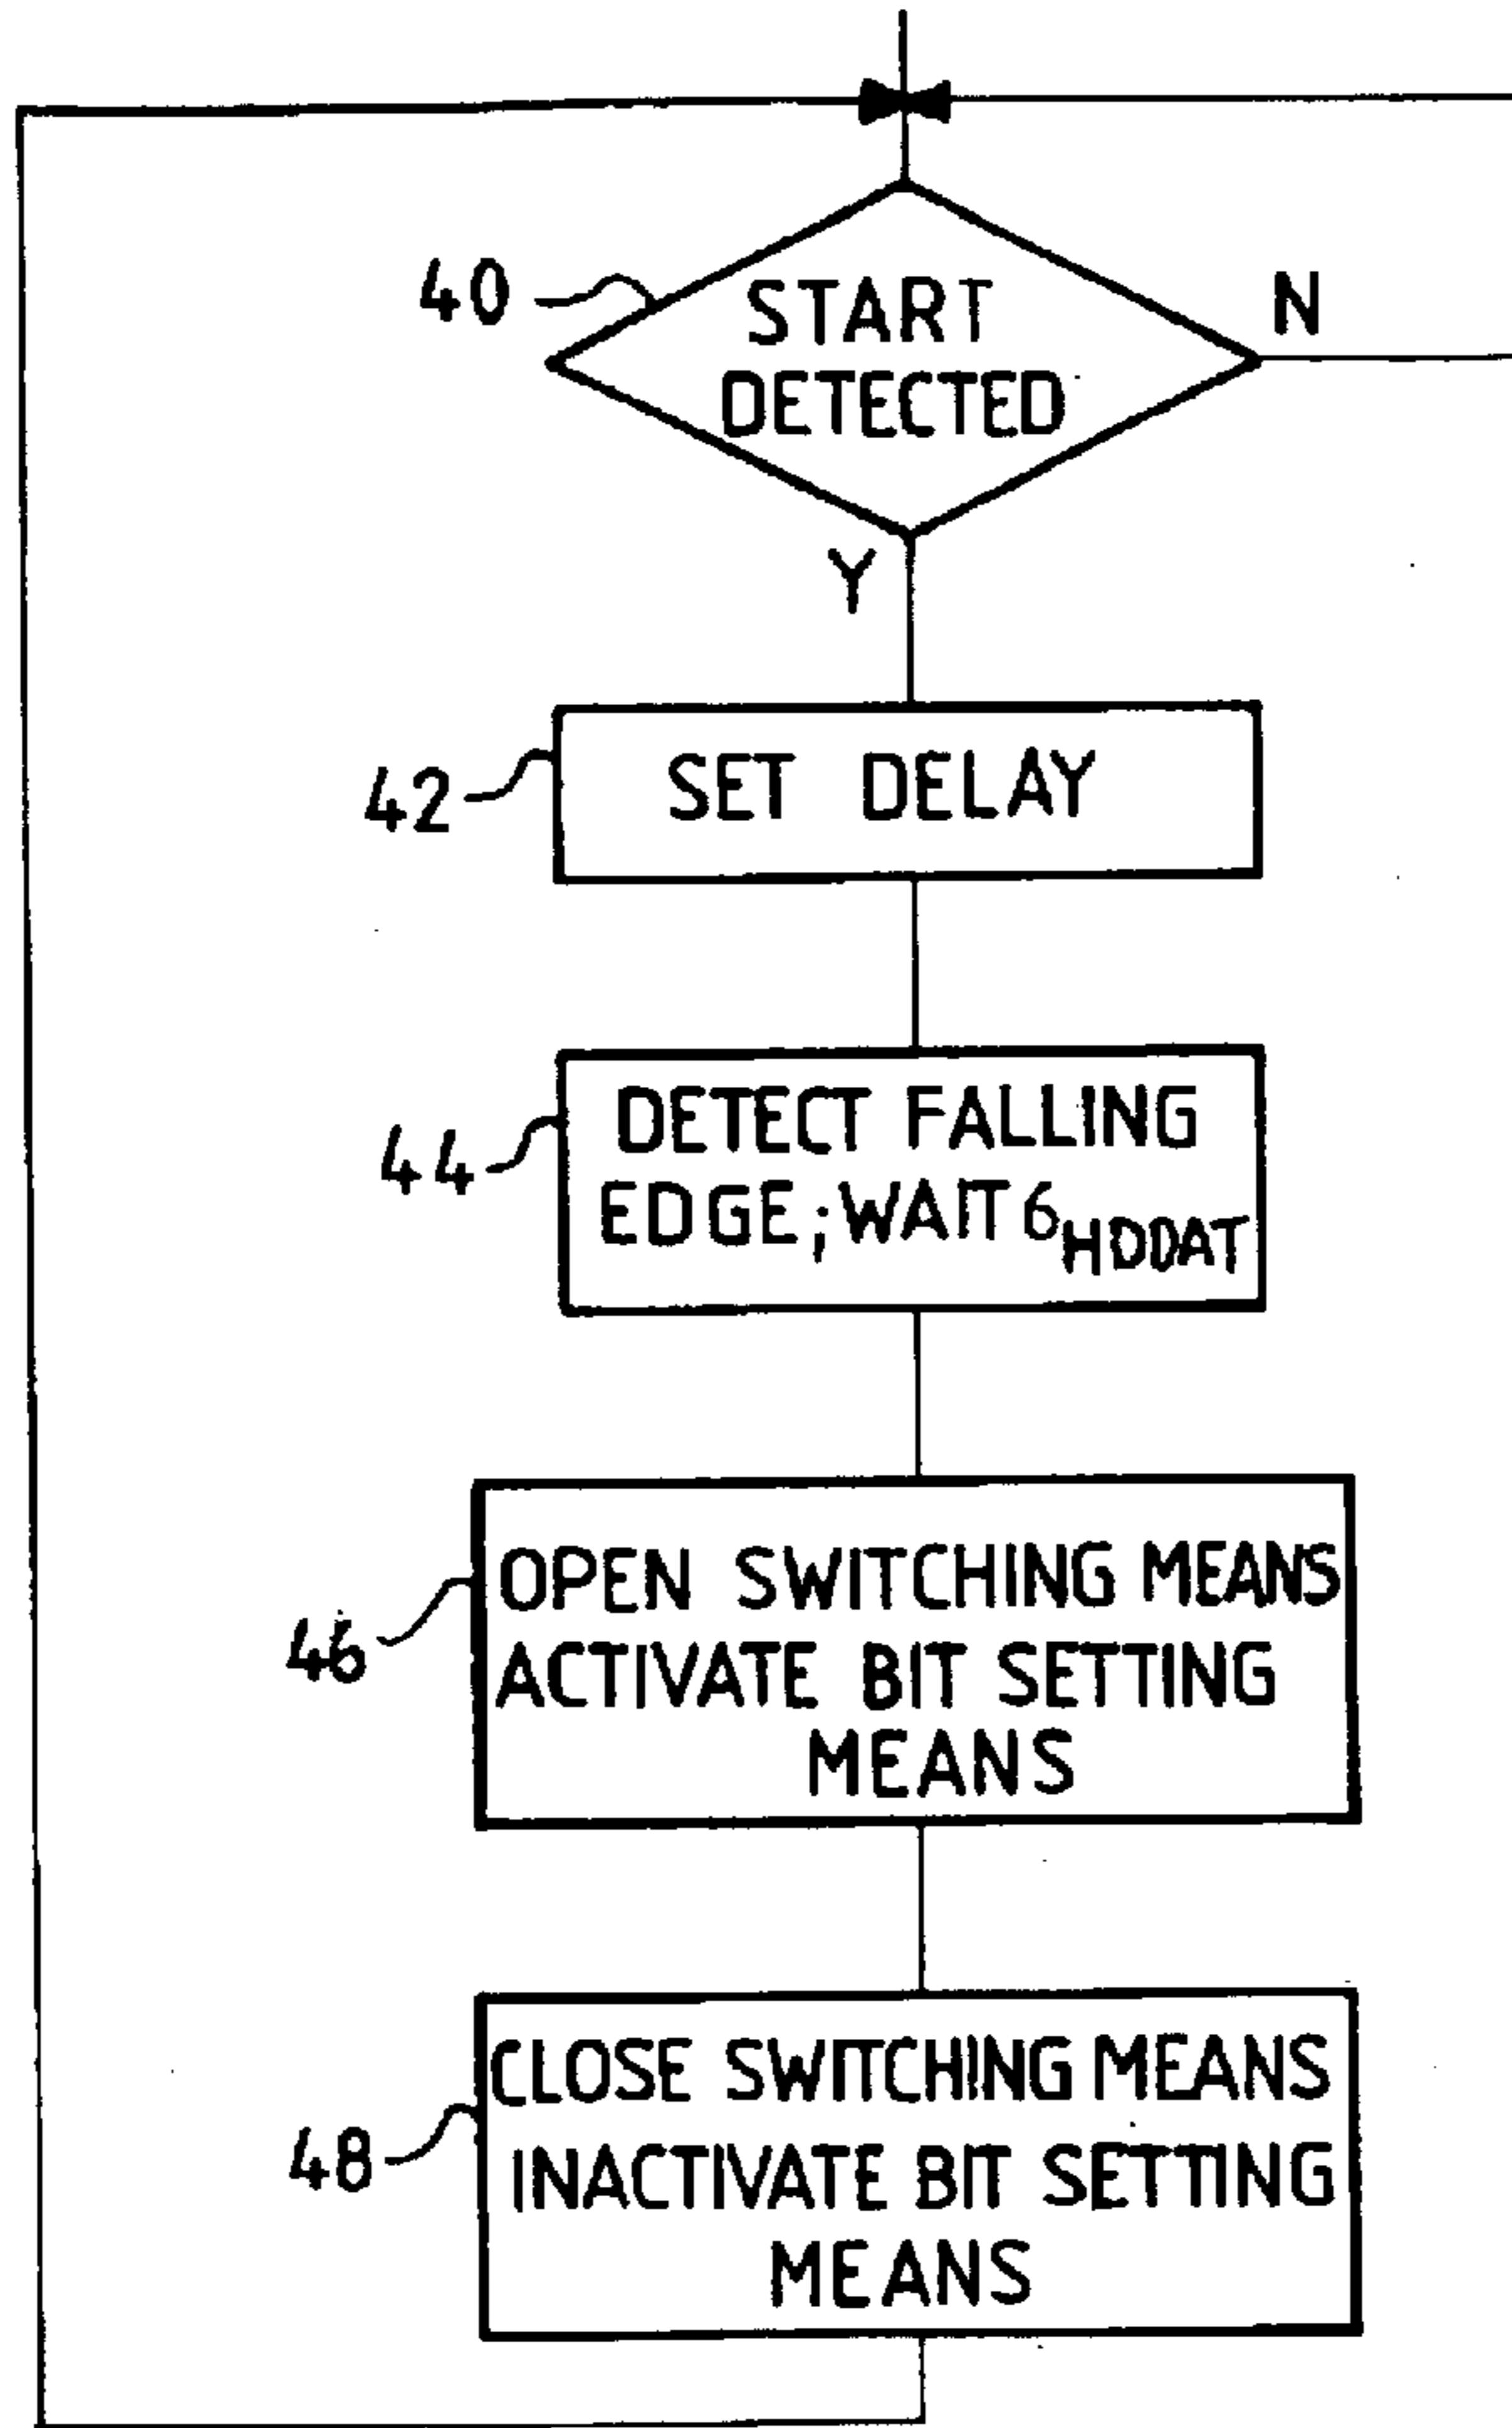 40
START
DETECTED
N
Y
42
SET DELAY
44
DETECT FALLING
EDGE;WAIT 6HDDAT
46
OPEN SWITCHING MEANS
ACTIVATE BIT SETTING
MEANS
48
CLOSE SWITCHING MEANS
INACTIVATE BIT SETTING
MEANS